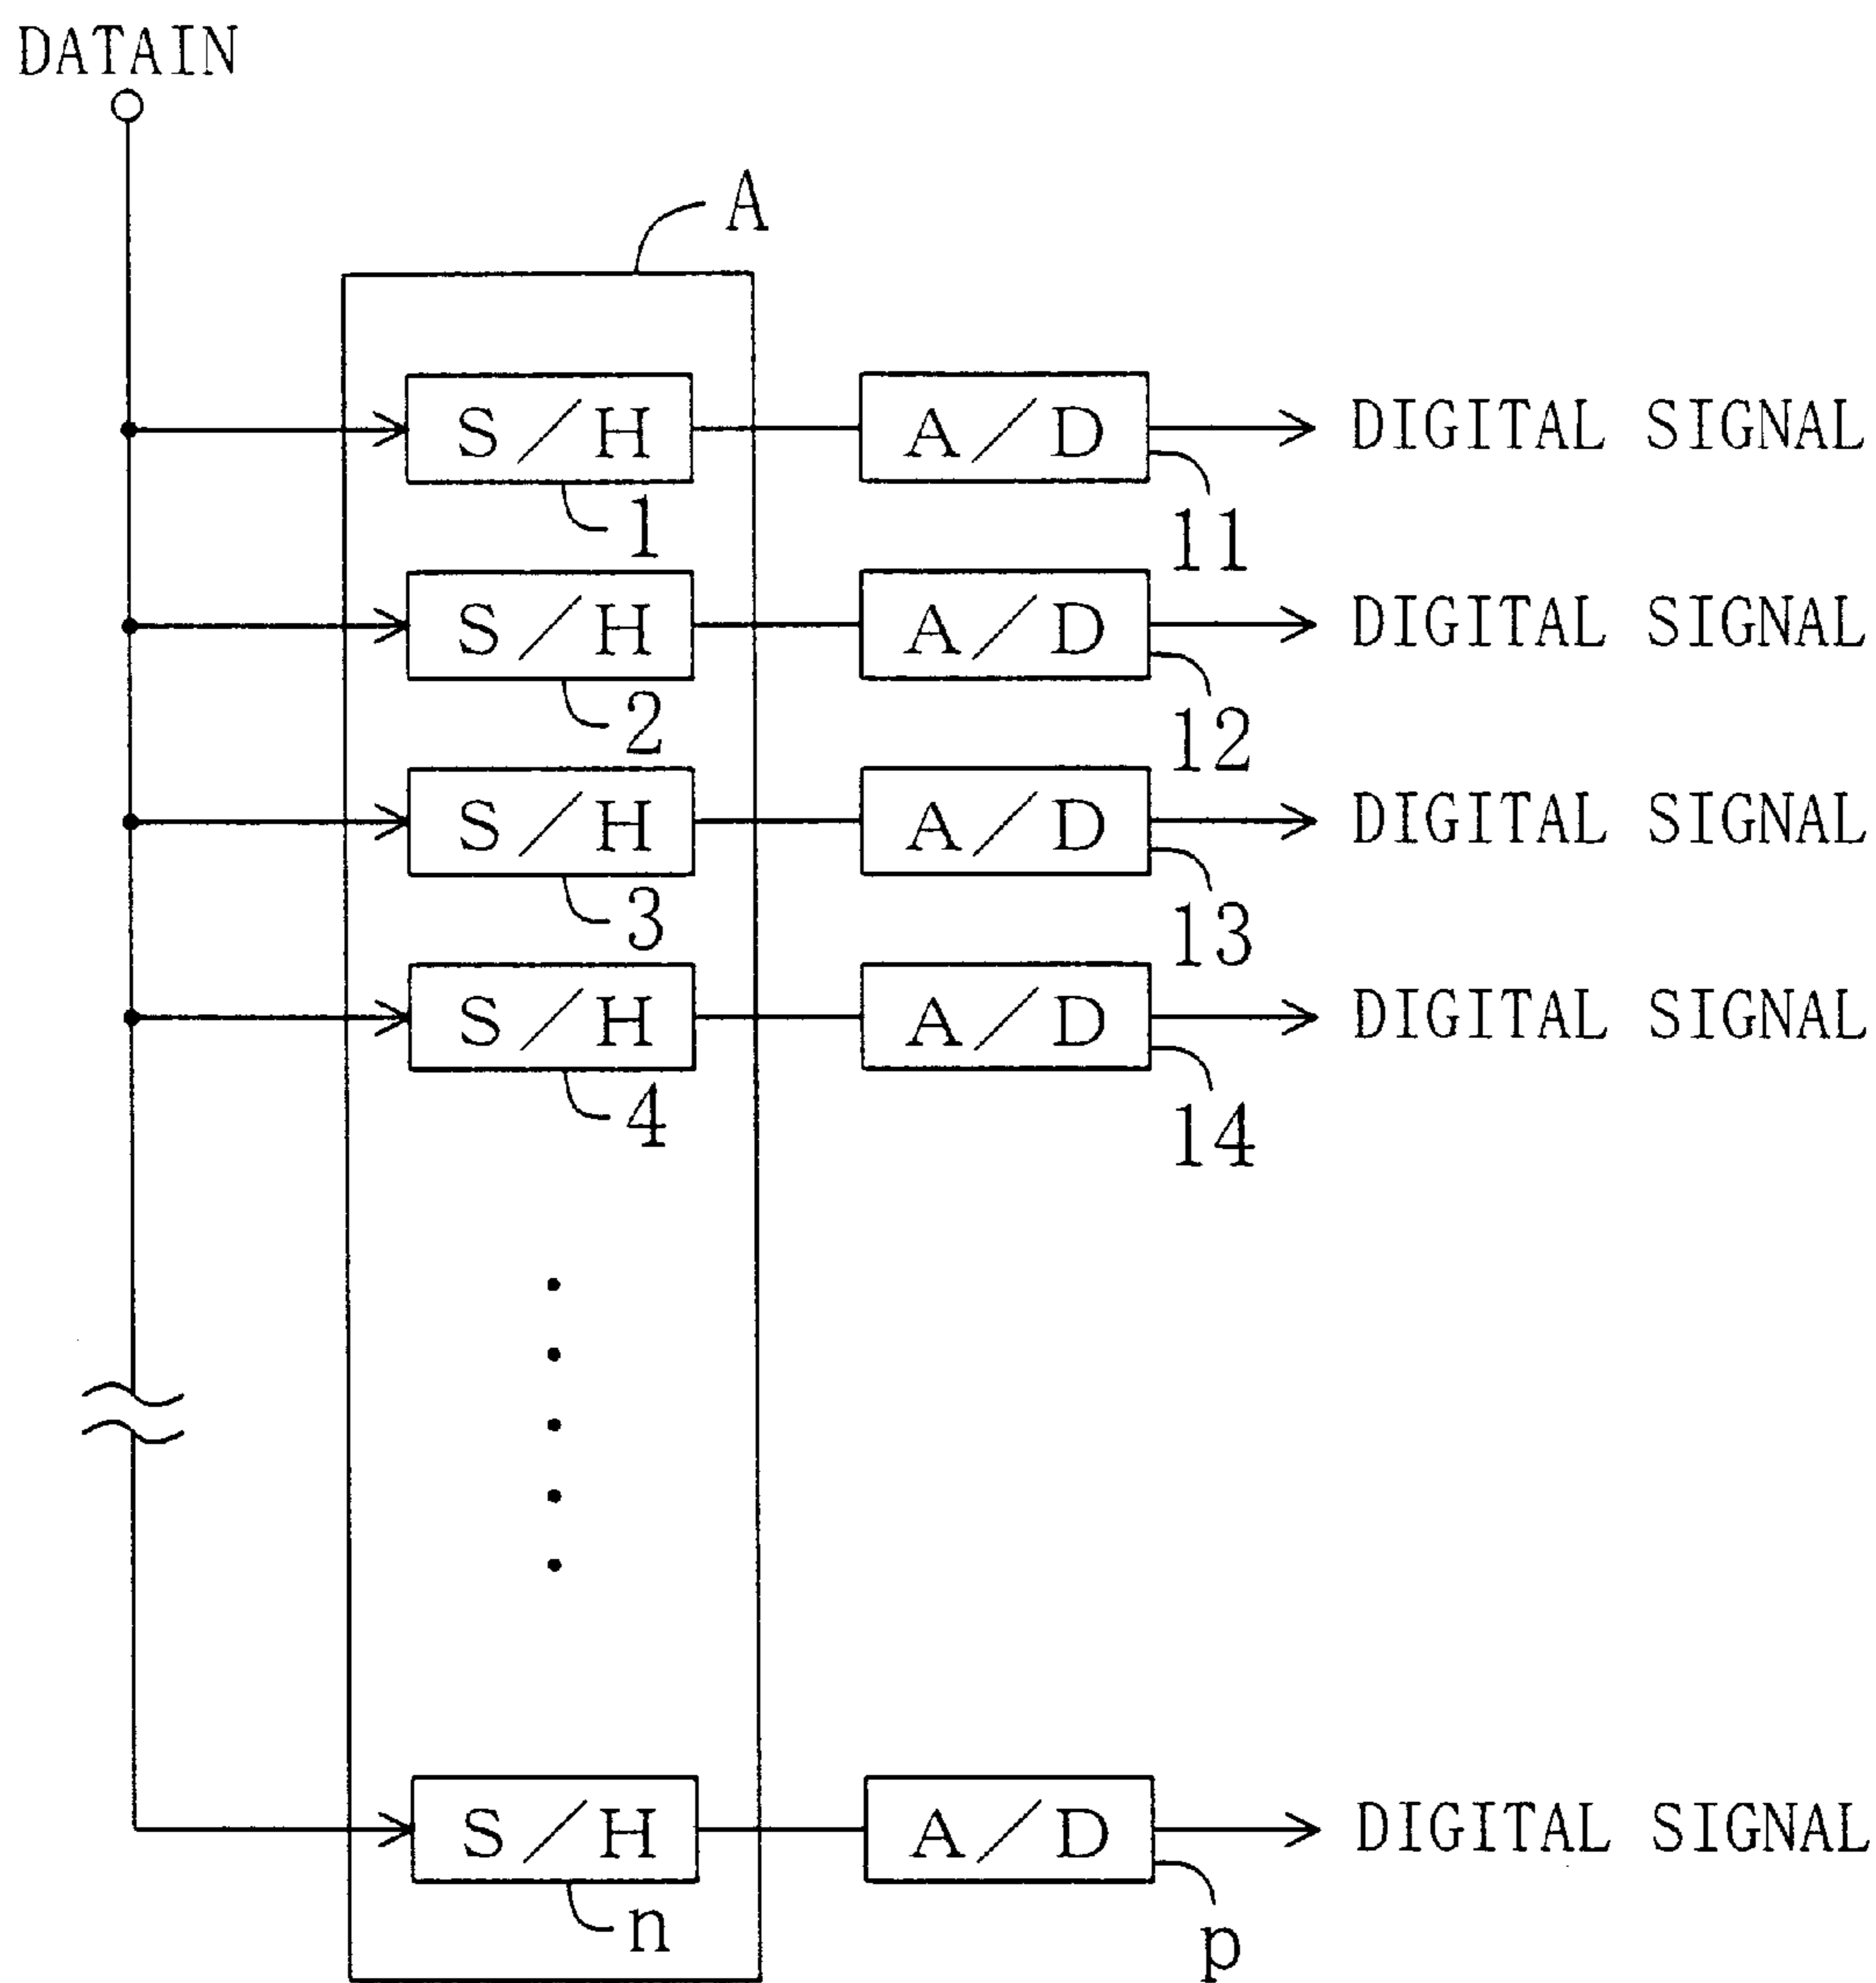 DATAIN
A
S/H A/D DIGITAL SIGNAL
1 11
S/H A/D DIGITAL SIGNAL
2 12
S/H A/D DIGITAL SIGNAL
3 13
S/H A/D DIGITAL SIGNAL
4 14
S/H A/D DIGITAL SIGNAL
n p